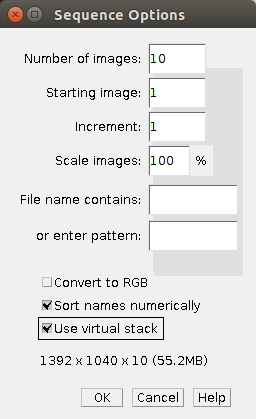 Sequence Options
Number of images: 10
Starting image: 1
Increment: 1
Scale images: 100 %
File name contains:
or enter pattern:
Convert to RGB
Sort names numerically
Use virtual stack
1392 x 1040 x 10 (55.2MB)
OK Cancel Help